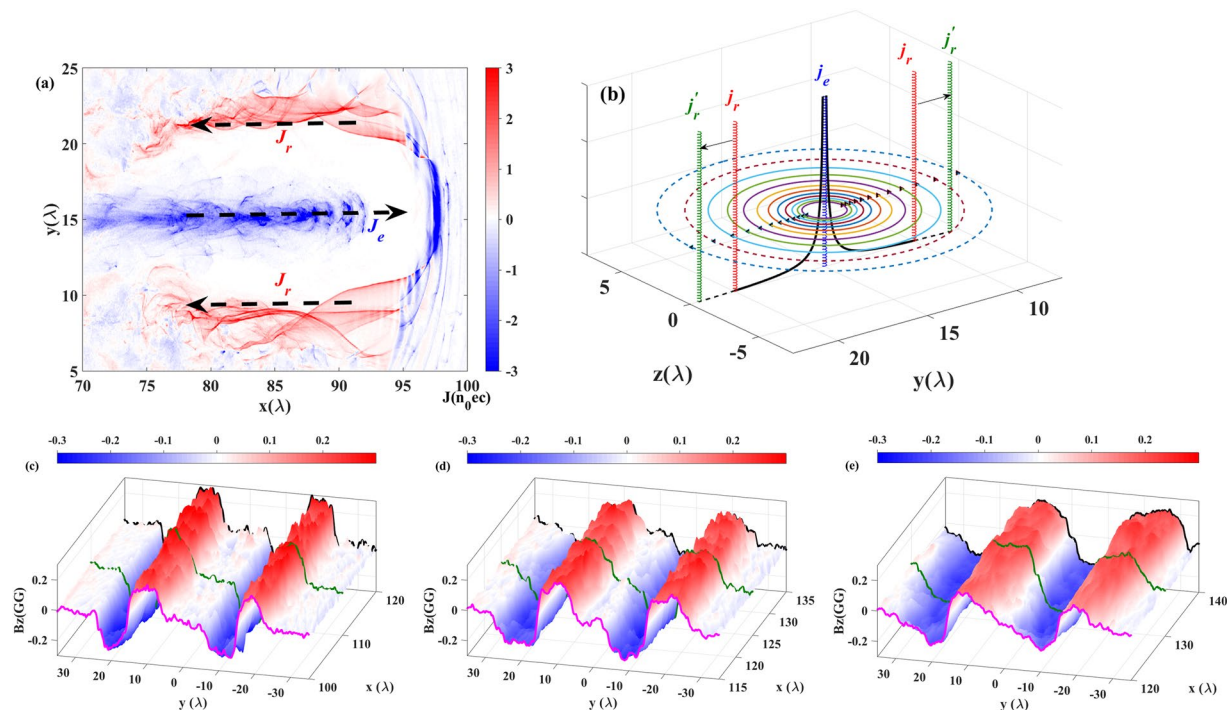 (a)
25
20
15
10
5
y(λ)
70 75 80 85 90 95 100
x(λ)
J_r
J_e
J_r
3
2
1
0
-1
-2
-3
J(n_0ec)
(b)
j_r'
j_r
j_e
j_r
j_r'
5
0
-5
z(λ)
20
15
10
y(λ)
(c)
-0.3 -0.2 -0.1 0 0.1 0.2
0.2
0
-0.2
Bz(GG)
30 20 10 0 -10 -20 -30
y (λ)
100
110
120
x (λ)
(d)
-0.3 -0.2 -0.1 0 0.1 0.2
0.2
0
-0.2
Bz(GG)
30 20 10 0 -10 -20 -30
y (λ)
115
120
125
130
135
x (λ)
(e)
-0.3 -0.2 -0.1 0 0.1 0.2
0.2
0
-0.2
Bz(GG)
30 20 10 0 -10 -20 -30
y (λ)
120
130
140
x (λ)